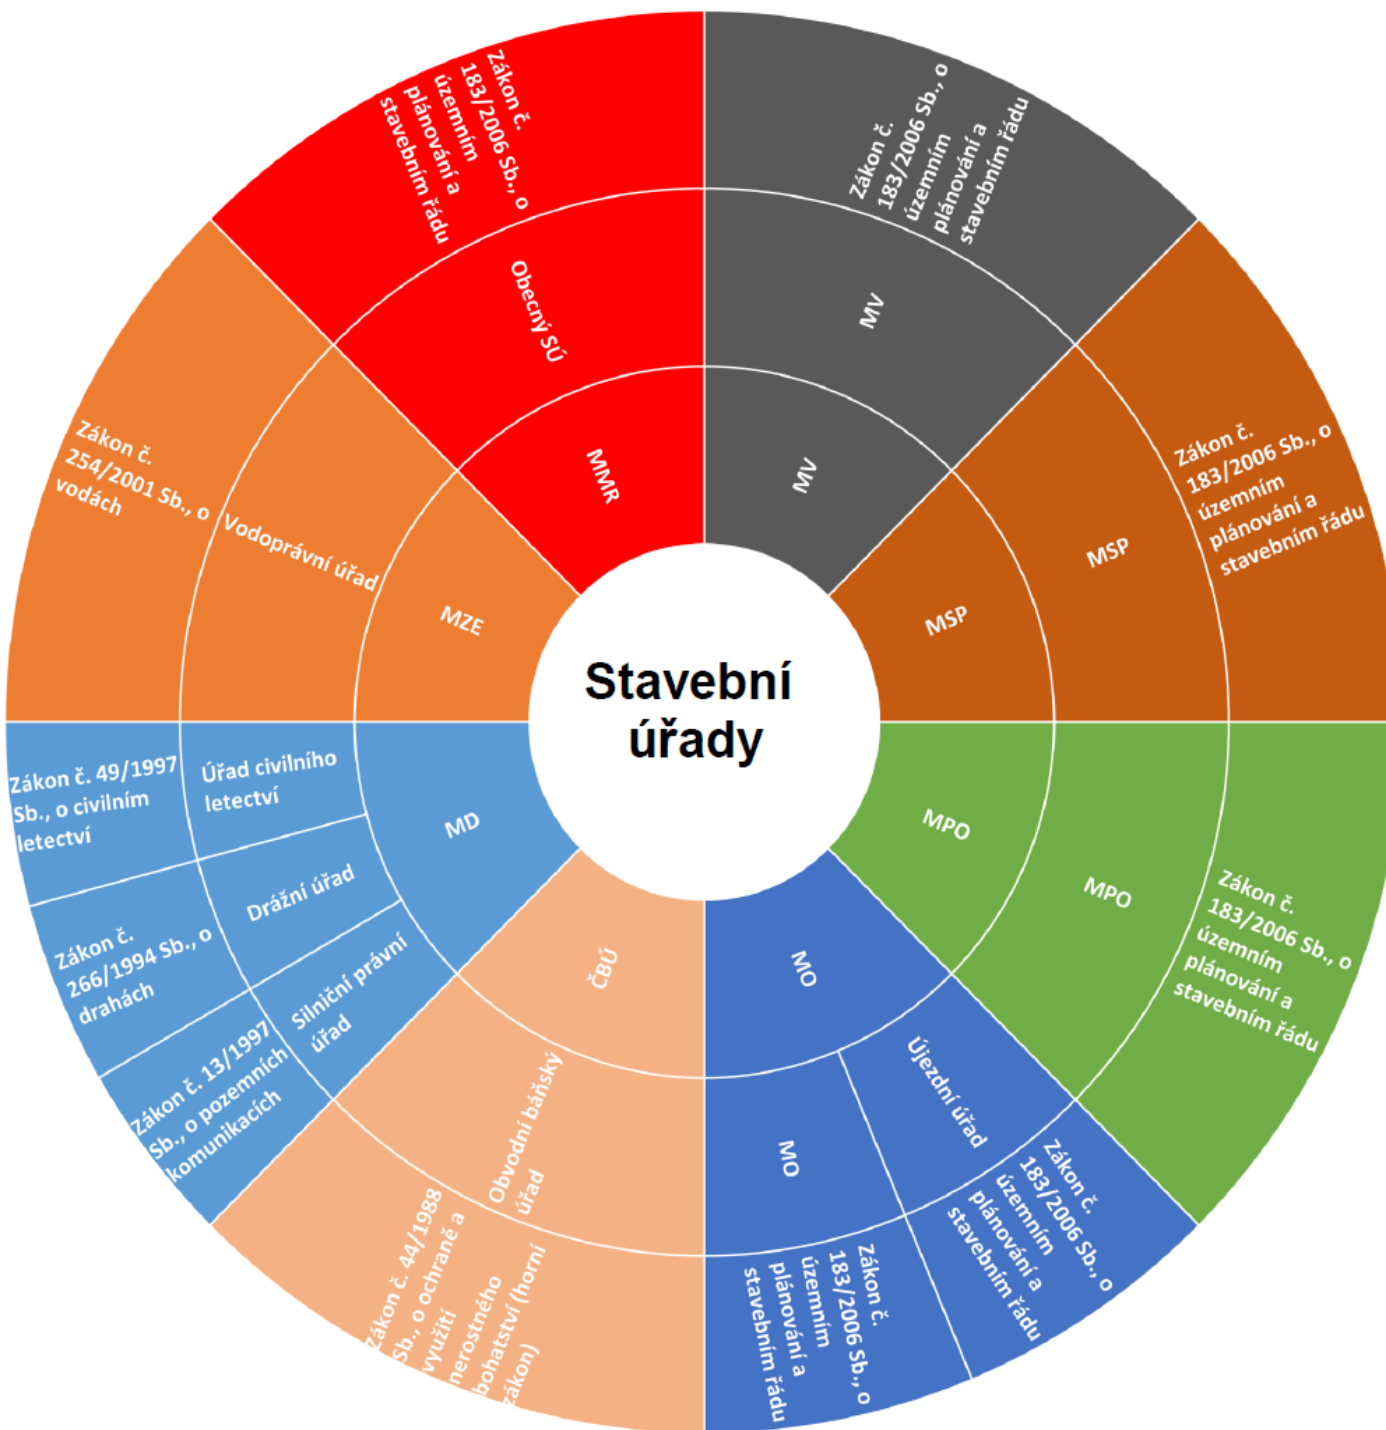 Stavební
úřady
MV
MV
Zákon č.
183/2006 Sb., o
územním
plánování a
stavebním řádu
MSP
MSP
Zákon č.
183/2006 Sb., o
územním
plánování a
stavebním řádu
MPO
MPO
Zákon č.
183/2006 Sb., o
územním
plánování a
stavebním řádu
MO
Újezdní úřad
Zákon č.
183/2006 Sb., o
územním
plánování a
stavebním řádu
MO
Zákon č.
183/2006 Sb., o
územním
plánování a
stavebním řádu
ČBÚ
Obvodní báňský
úřad
Zákon č. 44/1988
Sb., o ochraně a
využití
nerostného
bohatství (horní
zákon)
MD
Silniční právní
úřad
Zákon č. 13/1997
Sb., o pozemních
komunikacích
Drážní úřad
Zákon č.
266/1994 Sb., o
drahách
Úřad civilního
letectví
Zákon č. 49/1997
Sb., o civilním
letectví
MZE
Vodoprávní úřad
Zákon č.
254/2001 Sb., o
vodách
MMR
Obecný SÚ
Zákon č.
183/2006 Sb., o
územním
plánování a
stavebním řádu